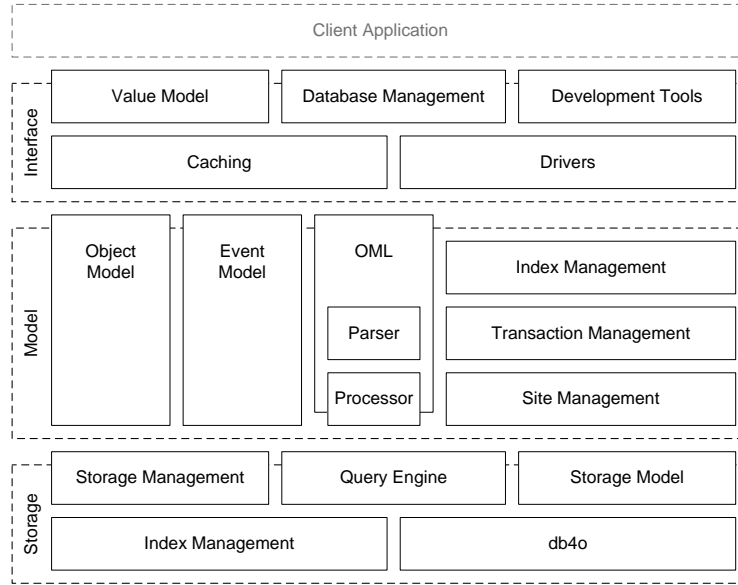 Client Application
Interface
Value Model
Database Management
Development Tools
Caching
Drivers
Model
Object
Model
Event
Model
OML
Parser
Processor
Index Management
Transaction Management
Site Management
Storage
Storage Management
Query Engine
Storage Model
Index Management
db4o